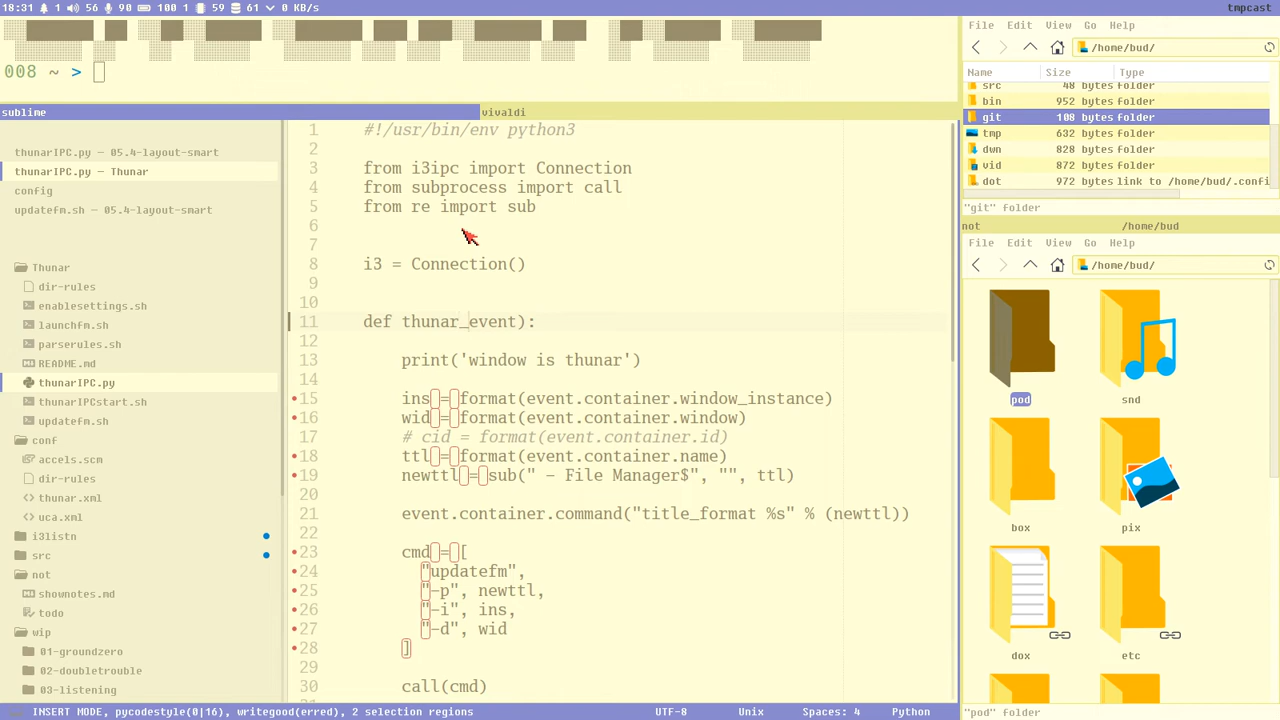 18:31 1 56 90 100 1 59 61 0 KB/s
tmpcast
008 ~ >
sublime
vivaldi
thunarIPC.py — 05.4-layout-smart
thunarIPC.py — Thunar
config
updatefm.sh — 05.4-layout-smart
Thunar
dir-rules
enablesettings.sh
launchfm.sh
parserules.sh
README.md
thunarIPC.py
thunarIPCstart.sh
updatefm.sh
conf
accels.scm
dir-rules
thunar.xml
uca.xml
i3listn
src
not
shownotes.md
todo
wip
01-groundzero
02-doubletrouble
03-listening
1 #!/usr/bin/env python3
2
3 from i3ipc import Connection
4 from subprocess import call
5 from re import sub
6
7
8 i3 = Connection()
9
10
11 def thunar_event):
12
13 print('window is thunar')
14
15 ins = format(event.container.window_instance)
16 wid = format(event.container.window)
17 # cid = format(event.container.id)
18 ttl = format(event.container.name)
19 newttl = sub(" - File Manager$", "", ttl)
20
21 event.container.command("title_format %s" % (newttl))
22
23 cmd = [
24 "updatefm",
25 "-p", newttl,
26 "-i", ins,
27 "-d", wid
28 ]
29
30 call(cmd)
File Edit View Go Help
/home/bud/
Name Size Type
src 48 bytes folder
bin 952 bytes folder
git 108 bytes folder
tmp 632 bytes folder
dwn 828 bytes folder
vid 872 bytes folder
dot 972 bytes link to /home/bud/.confi
"git" folder
not /home/bud
File Edit View Go Help
/home/bud/
pod
snd
box
pix
dox
etc
"pod" folder
INSERT MODE, pycodestyle(0|16), writegood(erred), 2 selection regions
UTF-8 Unix Spaces: 4 Python